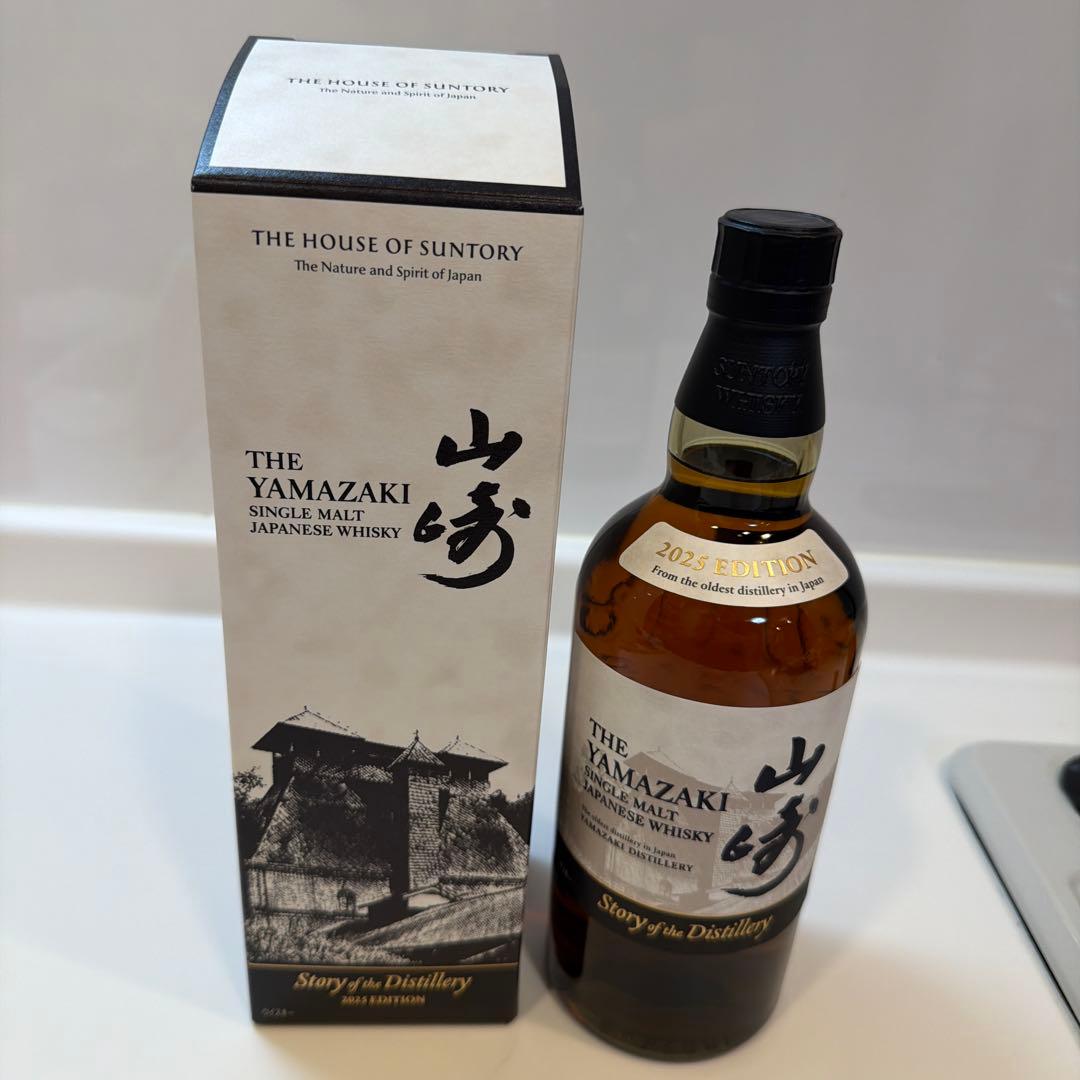 THE HOUSE OF SUNTORY
The Nature and Spirit of Japan
THE HOUSE OF SUNTORY
The Nature and Spirit of Japan
THE
YAMAZAKI
SINGLE MALT
JAPANESE WHISKY
山崎
Story of the Distillery
2025 EDITION
SUNTORY
WHISKY
2025 EDITION
From the oldest distillery in Japan
THE
YAMAZAKI
SINGLE MALT
JAPANESE WHISKY
The oldest distillery in Japan
YAMAZAKI DISTILLERY
山崎
Story of the Distillery